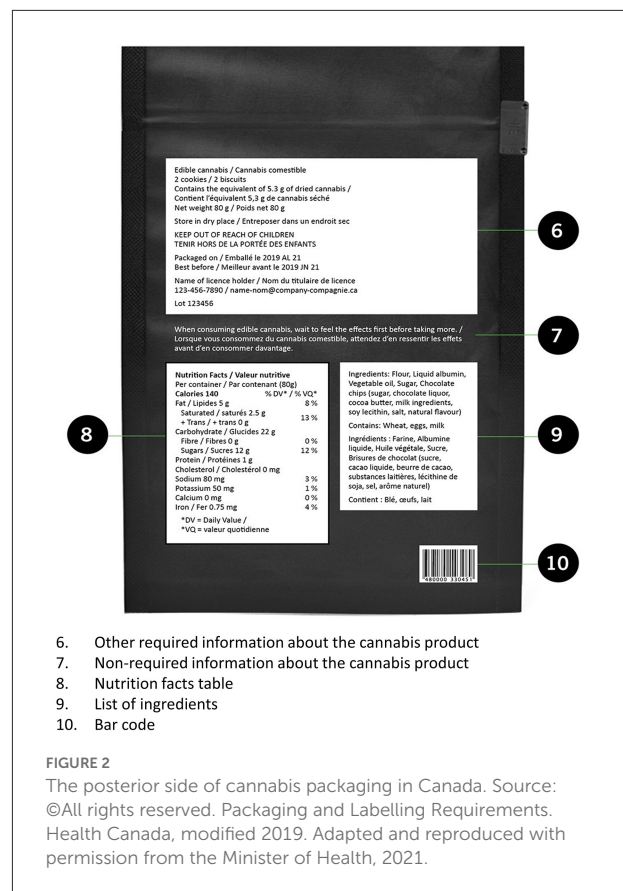 Edible cannabis / Cannabis comestible
2 cookies / 2 biscuits
Contains the equivalent of 5.3 g of dried cannabis /
Contient l'équivalent 5,3 g de cannabis séché
Net weight 80 g / Poids net 80 g
Store in dry place / Entreposer dans un endroit sec
KEEP OUT OF REACH OF CHILDREN
TENIR HORS DE LA PORTÉE DES ENFANTS
Packaged on / Emballé le 2019 AL 21
Best before / Meilleur avant le 2019 JN 21
Name of licence holder / Nom du titulaire de licence
123-456-7890 / name-nom@company-compagnie.ca
Lot 123456
6
When consuming edible cannabis, wait to feel the effects first before taking more. /
Lorsque vous consommez du cannabis comestible, attendez d'en ressentir les effets
avant d'en consommer davantage.
7
8
Nutrition Facts / Valeur nutritive
Per container / Par contenant (80g)
Calories 140 % DV* / % VQ*
Fat / Lipides 5 g 8 %
Saturated / saturés 2.5 g
+ Trans / + trans 0 g 13 %
Carbohydrate / Glucides 22 g
Fibre / Fibres 0 g 0 %
Sugars / Sucres 12 g 12 %
Protein / Protéines 1 g
Cholesterol / Cholestérol 0 mg
Sodium 80 mg 3 %
Potassium 50 mg 1 %
Calcium 0 mg 0 %
Iron / Fer 0.75 mg 4 %
*DV = Daily Value /
*VQ = valeur quotidienne
Ingredients: Flour, Liquid albumin,
Vegetable oil, Sugar, Chocolate
chips (sugar, chocolate liquor,
cocoa butter, milk ingredients,
soy lecithin, salt, natural flavour)
Contains: Wheat, eggs, milk
Ingrédients : Farine, Albumine
liquide, Huile végétale, Sucre,
Brisures de chocolat (sucre,
cacao liquide, beurre de cacao,
substances laitières, lécithine de
soja, sel, arôme naturel)
Contient : Blé, œufs, lait
9
480000 330451
10
6. Other required information about the cannabis product
7. Non-required information about the cannabis product
8. Nutrition facts table
9. List of ingredients
10. Bar code
FIGURE 2
The posterior side of cannabis packaging in Canada. Source:
©All rights reserved. Packaging and Labelling Requirements.
Health Canada, modified 2019. Adapted and reproduced with
permission from the Minister of Health, 2021.